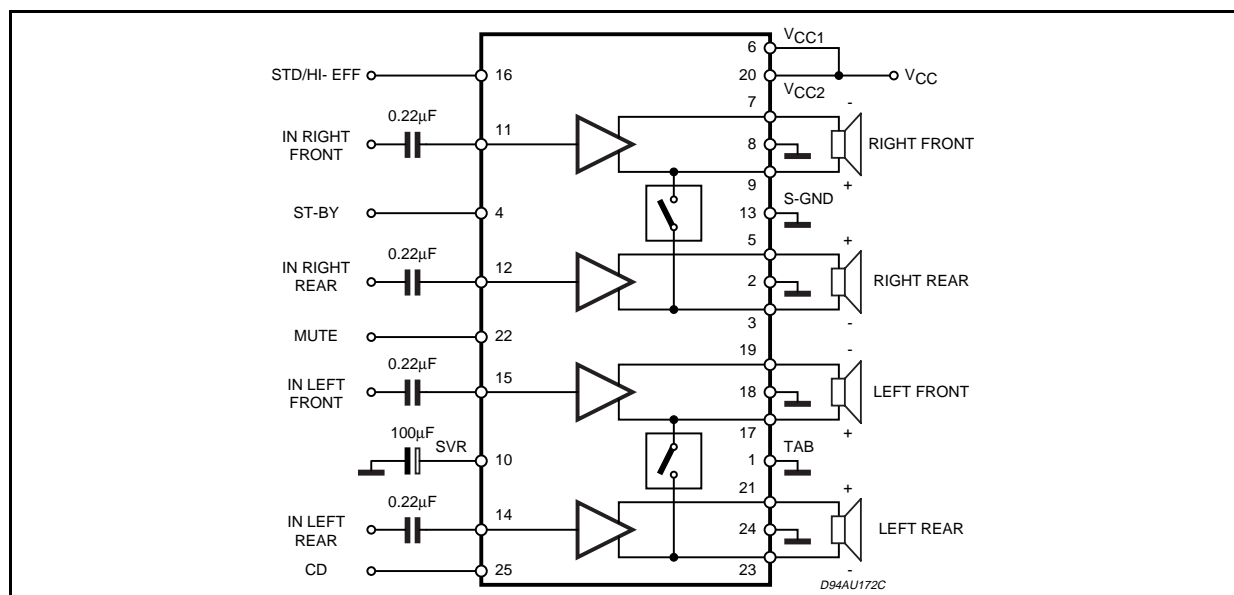 6
VCC1
STD/HI- EFF
16
20
VCC
VCC2
0.22µF
7
-
IN RIGHT
FRONT
11
8
RIGHT FRONT
9
+
S-GND
ST-BY
4
13
5
+
0.22µF
IN RIGHT
REAR
12
2
RIGHT REAR
3
-
MUTE
22
19
-
0.22µF
IN LEFT
FRONT
15
18
LEFT FRONT
17
+
100µF
SVR
10
TAB
1
21
+
0.22µF
IN LEFT
REAR
14
24
LEFT REAR
CD
25
23
-
D94AU172C